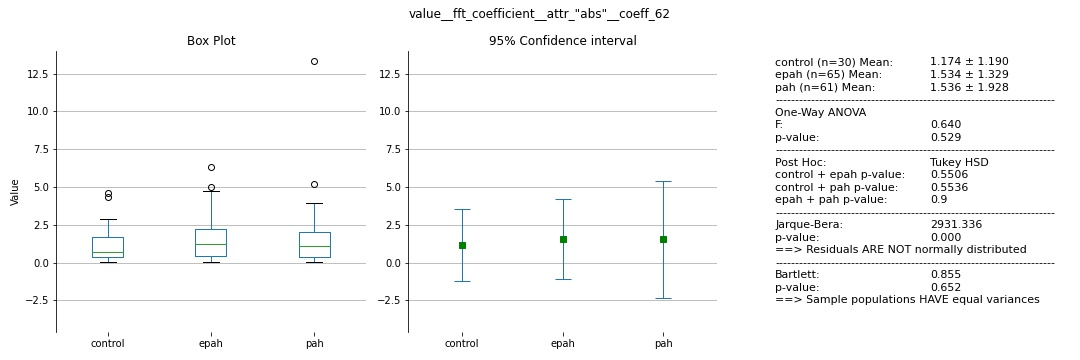 value__fft_coefficient__attr_"abs"__coeff_62
Box Plot
12.5
10.0
7.5
5.0
2.5
0.0
−2.5
Value
control epah pah
95% Confidence interval
12.5
10.0
7.5
5.0
2.5
0.0
−2.5
control epah pah
control (n=30) Mean: 1.174 ± 1.190
epah (n=65) Mean: 1.534 ± 1.329
pah (n=61) Mean: 1.536 ± 1.928
One-Way ANOVA
F: 0.640
p-value: 0.529
Post Hoc: Tukey HSD
control + epah p-value: 0.5506
control + pah p-value: 0.5536
epah + pah p-value: 0.9
Jarque-Bera: 2931.336
p-value: 0.000
==> Residuals ARE NOT normally distributed
Bartlett: 0.855
p-value: 0.652
==> Sample populations HAVE equal variances